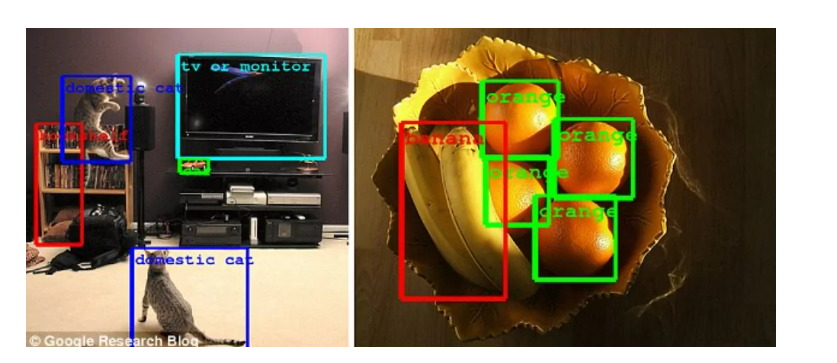 tv or monitor
domestic cat
bookshelf
domestic cat
© Google Research Blog
orange
orange
banana
orange
orange